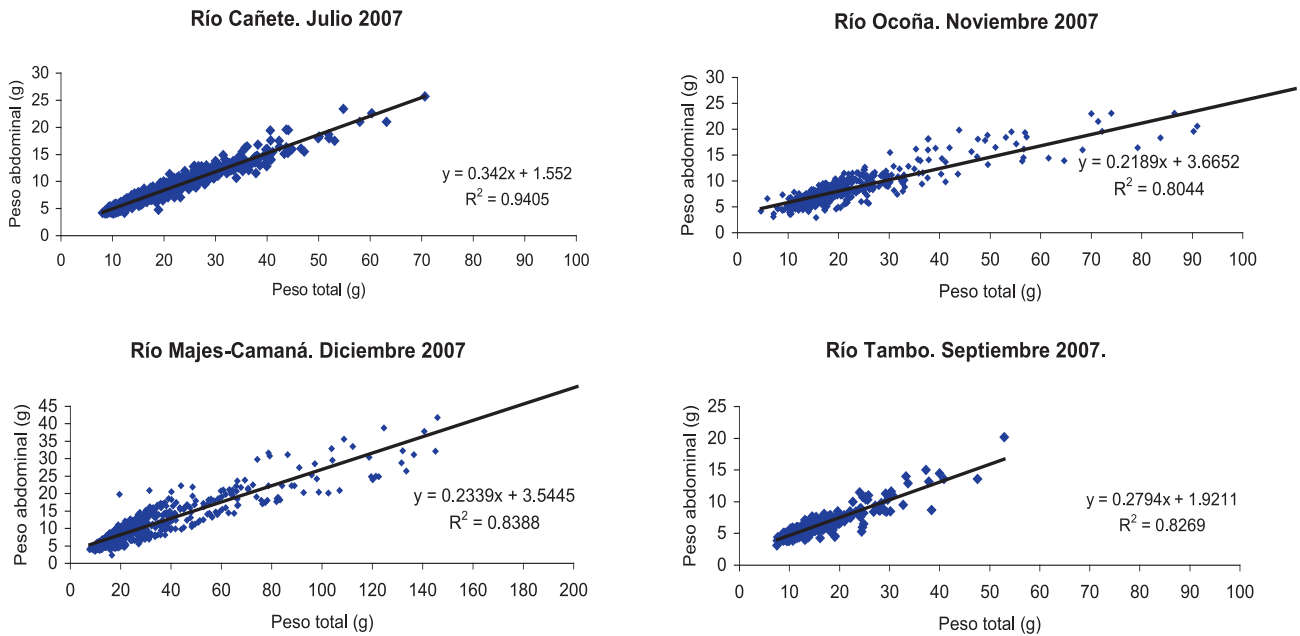 Río Cañete. Julio 2007
Peso abdominal (g)
30
25
20
15
10
5
0
y = 0.342x + 1.552
R² = 0.9405
0 10 20 30 40 50 60 70 80 90 100
Peso total (g)
Río Ocoña. Noviembre 2007
Peso abdominal (g)
30
25
20
15
10
5
0
y = 0.2189x + 3.6652
R² = 0.8044
0 10 20 30 40 50 60 70 80 90 100
Peso total (g)
Río Majes-Camaná. Diciembre 2007
Peso abdominal (g)
45
40
35
30
25
20
15
10
5
0
y = 0.2339x + 3.5445
R² = 0.8388
0 20 40 60 80 100 120 140 160 180 200
Peso total (g)
Río Tambo. Septiembre 2007.
Peso abdominal (g)
25
20
15
10
5
0
y = 0.2794x + 1.9211
R² = 0.8269
0 10 20 30 40 50 60 70 80 90 100
Peso total (g)